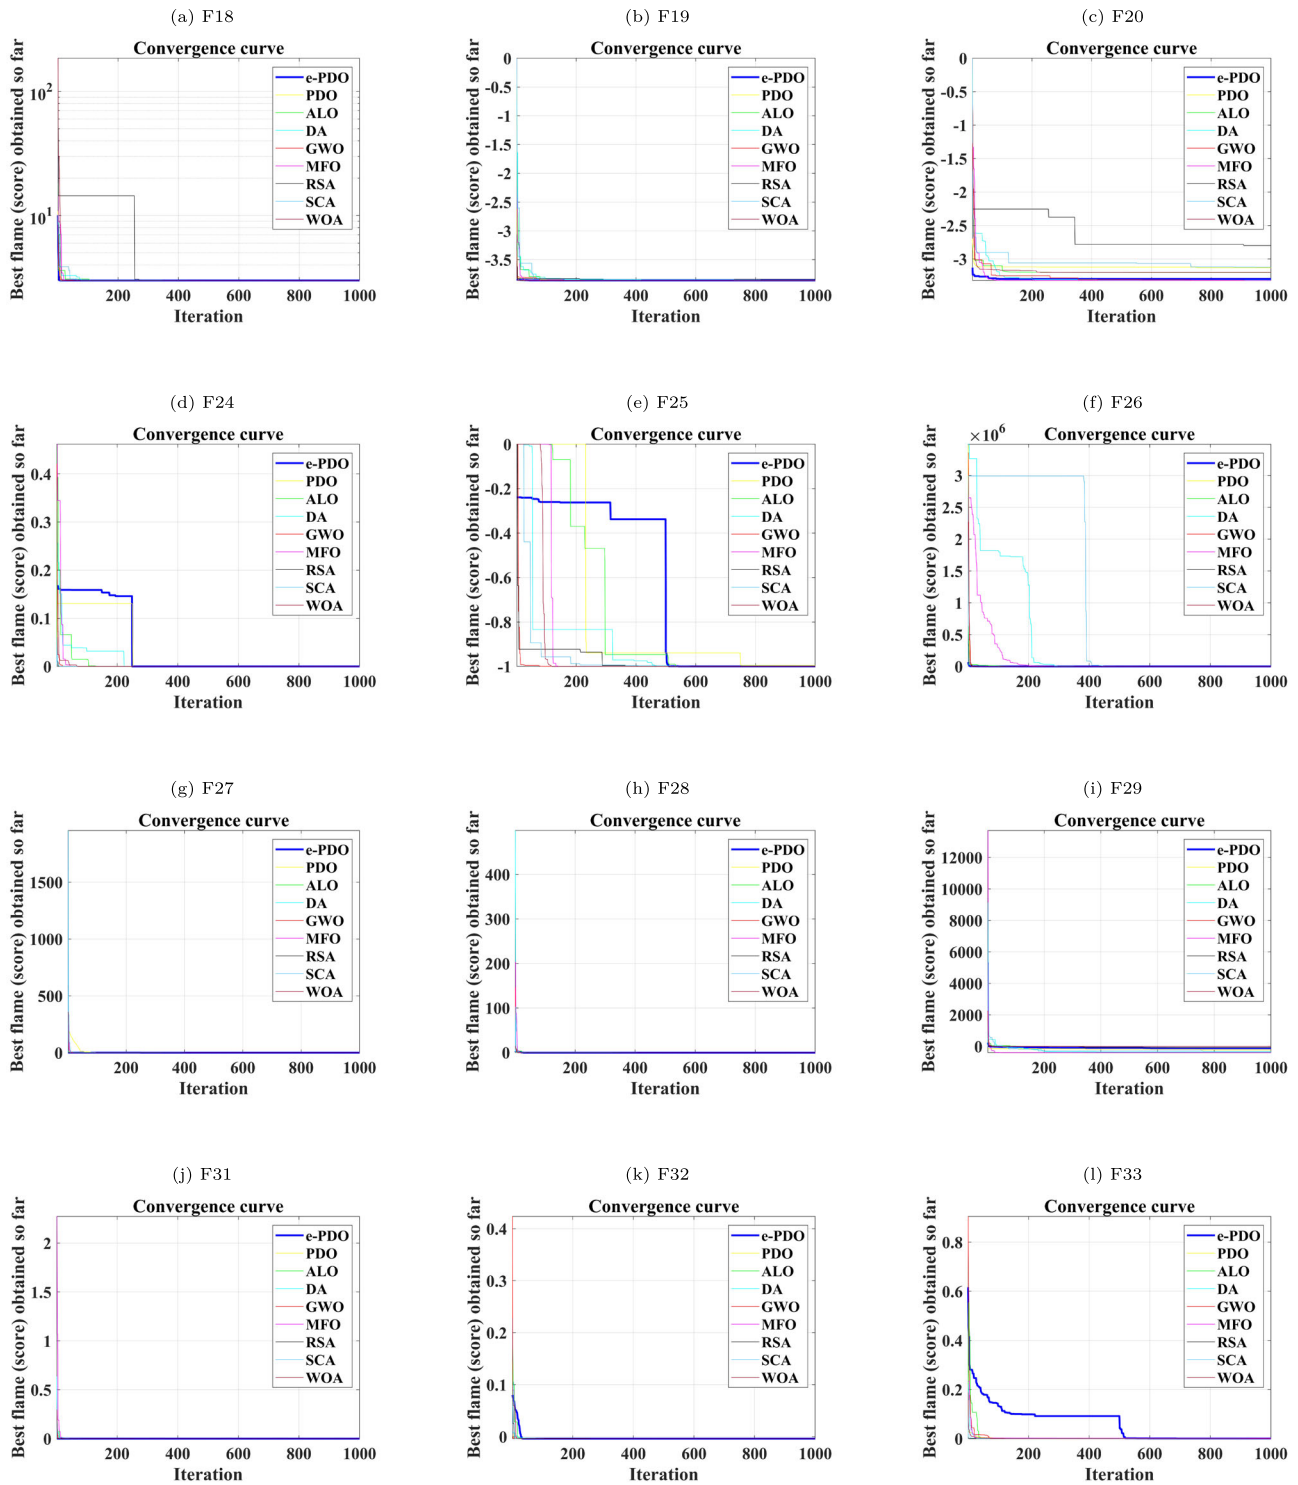 (a) F18
Convergence curve
Best flame (score) obtained so far
10²
10¹
200 400 600 800 1000
Iteration
e-PDO
PDO
ALO
DA
GWO
MFO
RSA
SCA
WOA
(b) F19
Convergence curve
Best flame (score) obtained so far
0
-0.5
-1
-1.5
-2
-2.5
-3
-3.5
200 400 600 800 1000
Iteration
e-PDO
PDO
ALO
DA
GWO
MFO
RSA
SCA
WOA
(c) F20
Convergence curve
Best flame (score) obtained so far
0
-0.5
-1
-1.5
-2
-2.5
-3
200 400 600 800 1000
Iteration
e-PDO
PDO
ALO
DA
GWO
MFO
RSA
SCA
WOA
(d) F24
Convergence curve
Best flame (score) obtained so far
0.4
0.3
0.2
0.1
0
200 400 600 800 1000
Iteration
e-PDO
PDO
ALO
DA
GWO
MFO
RSA
SCA
WOA
(e) F25
Convergence curve
Best flame (score) obtained so far
0
-0.2
-0.4
-0.6
-0.8
-1
200 400 600 800 1000
Iteration
e-PDO
PDO
ALO
DA
GWO
MFO
RSA
SCA
WOA
(f) F26
×10⁶
Convergence curve
Best flame (score) obtained so far
3
2.5
2
1.5
1
0.5
0
200 400 600 800 1000
Iteration
e-PDO
PDO
ALO
DA
GWO
MFO
RSA
SCA
WOA
(g) F27
Convergence curve
Best flame (score) obtained so far
1500
1000
500
0
200 400 600 800 1000
Iteration
e-PDO
PDO
ALO
DA
GWO
MFO
RSA
SCA
WOA
(h) F28
Convergence curve
Best flame (score) obtained so far
400
300
200
100
0
200 400 600 800 1000
Iteration
e-PDO
PDO
ALO
DA
GWO
MFO
RSA
SCA
WOA
(i) F29
Convergence curve
Best flame (score) obtained so far
12000
10000
8000
6000
4000
2000
0
200 400 600 800 1000
Iteration
e-PDO
PDO
ALO
DA
GWO
MFO
RSA
SCA
WOA
(j) F31
Convergence curve
Best flame (score) obtained so far
2
1.5
1
0.5
0
200 400 600 800 1000
Iteration
e-PDO
PDO
ALO
DA
GWO
MFO
RSA
SCA
WOA
(k) F32
Convergence curve
Best flame (score) obtained so far
0.4
0.3
0.2
0.1
0
200 400 600 800 1000
Iteration
e-PDO
PDO
ALO
DA
GWO
MFO
RSA
SCA
WOA
(l) F33
Convergence curve
Best flame (score) obtained so far
0.8
0.6
0.4
0.2
0
200 400 600 800 1000
Iteration
e-PDO
PDO
ALO
DA
GWO
MFO
RSA
SCA
WOA